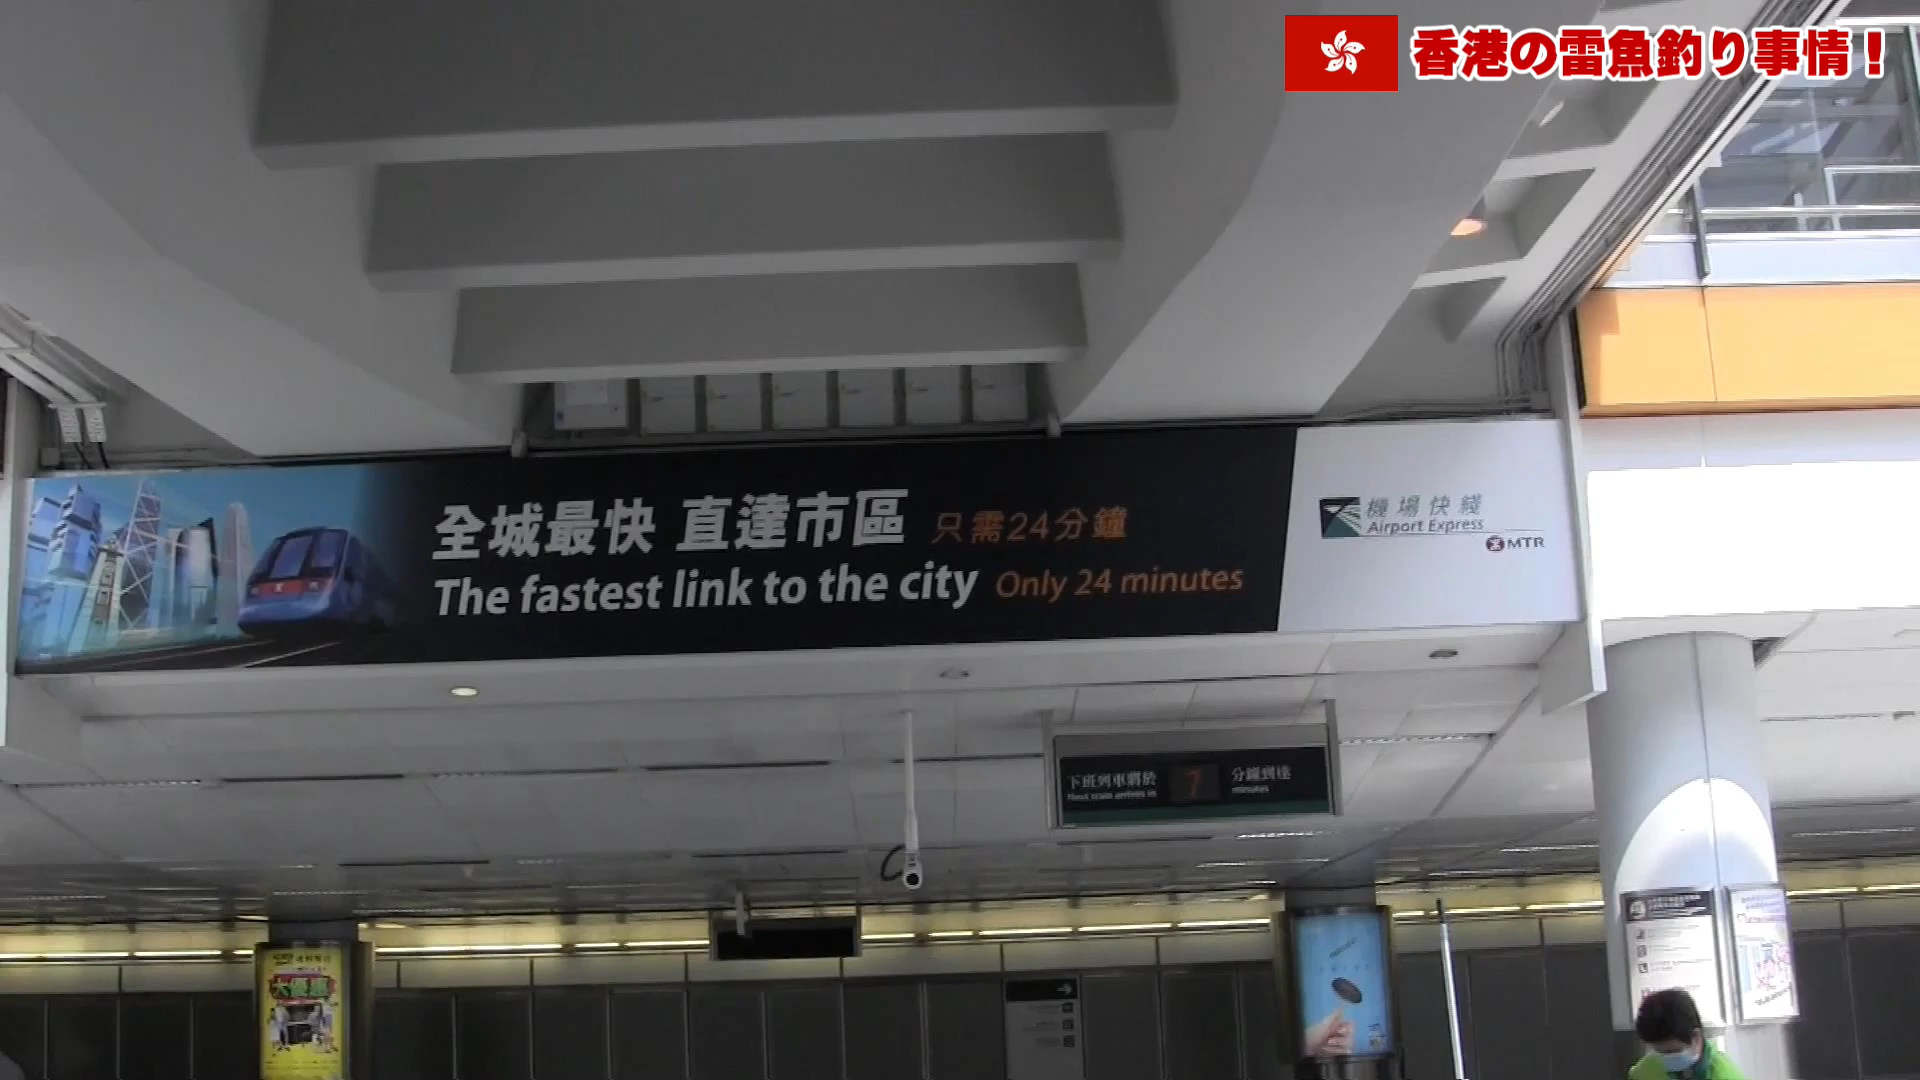 香港の雷魚釣り事情！
全城最快 直達市區 只需24分鐘
The fastest link to the city Only 24 minutes
機場快綫
Airport Express
MTR
下班列車將於 7 分鐘到達
Next train arrives in minutes